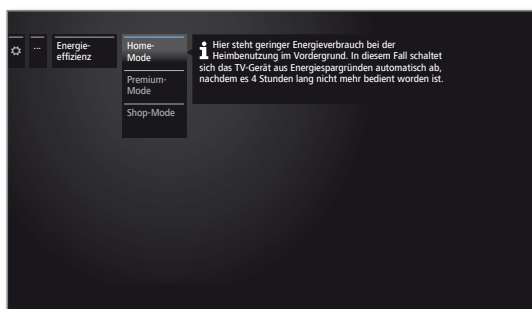 ...
Energie-
effizienz
Home-
Mode
Premium-
Mode
Shop-Mode
Hier steht geringer Energieverbrauch bei der
Heimbenutzung im Vordergrund. In diesem Fall schaltet
sich das TV-Gerät aus Energiespargründen automatisch ab,
nachdem es 4 Stunden lang nicht mehr bedient worden ist.